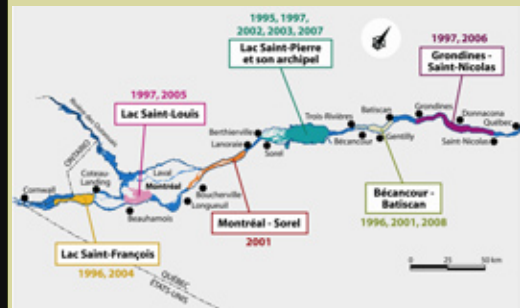 1995, 1997,
2002, 2003, 2007
Lac Saint-Pierre
et son archipel
1997, 2006
Grondines -
Saint-Nicolas
1997, 2005
Lac Saint-Louis
Rivière des Outaouais
ONTARIO
Berthierville
Lanoraie
Sorel
Trois-Rivières
Bécancour
Batiscan
Gentilly
Grondines
Donnacona
Québec
Saint-Nicolas
Cornwall
Coteau-
Landing
Laval
Montréal
Boucherville
Longueuil
Beauharnois
Montréal - Sorel
2001
Bécancour -
Batiscan
1996, 2001, 2008
Lac Saint-François
1996, 2004
QUÉBEC
ÉTATS-UNIS
0 25 50 km